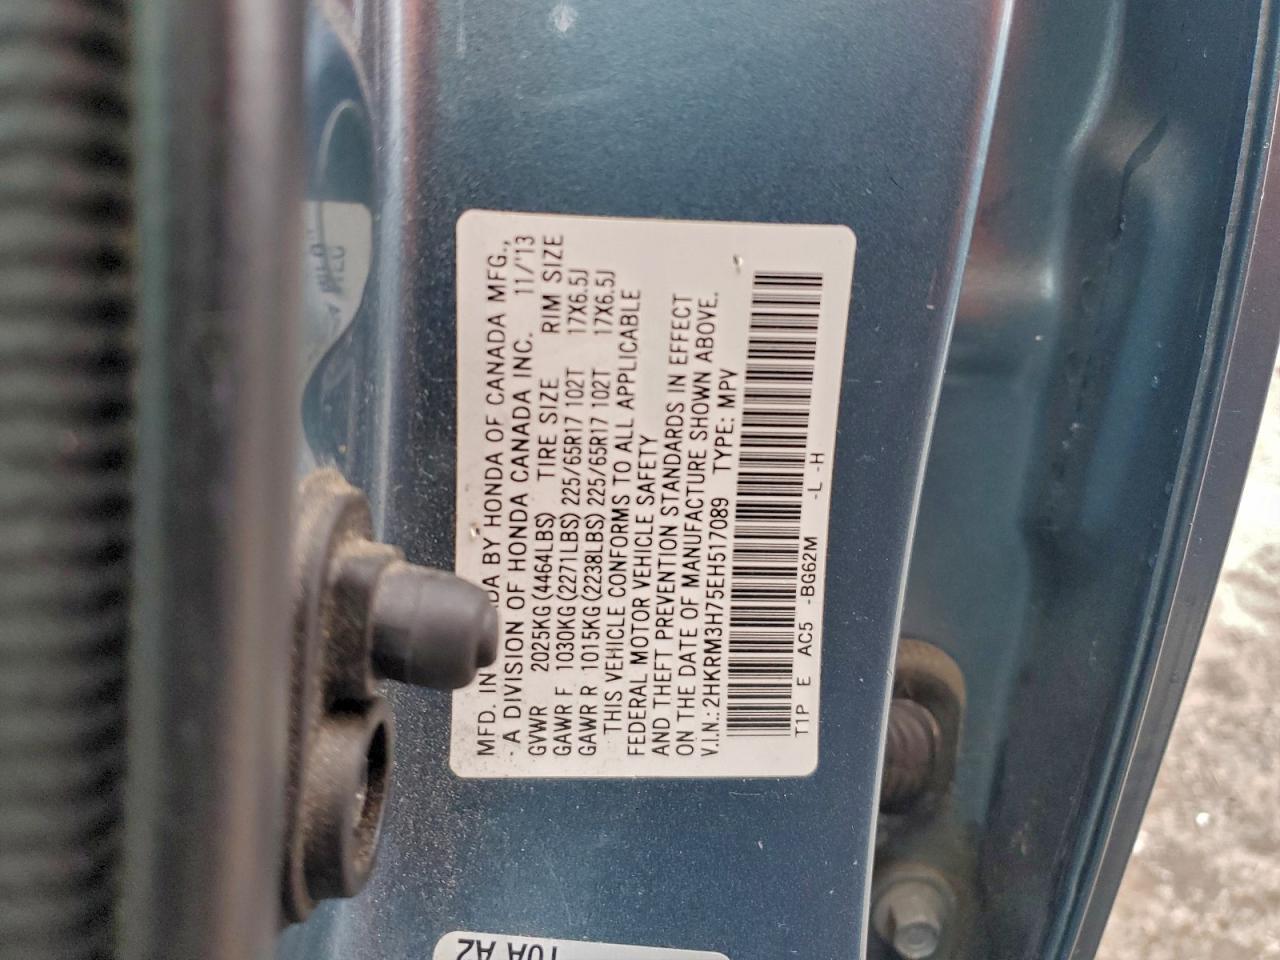 MFD. IN ADA BY HONDA OF CANADA MFG.,
A DIVISION OF HONDA CANADA INC. 11/'13
GVWR 2025KG (4464LBS) TIRE SIZE RIM SIZE
GAWR F 1030KG (2271LBS) 225/65R17 102T 17X6.5J
GAWR R 1015KG (2238LBS) 225/65R17 102T 17X6.5J
THIS VEHICLE CONFORMS TO ALL APPLICABLE
FEDERAL MOTOR VEHICLE SAFETY
AND THEFT PREVENTION STANDARDS IN EFFECT
ON THE DATE OF MANUFACTURE SHOWN ABOVE.
V.I.N.: 2HKRM3H75EH517089 TYPE: MPV
T1P E AC5 -BG62M -L -H
T0A A2